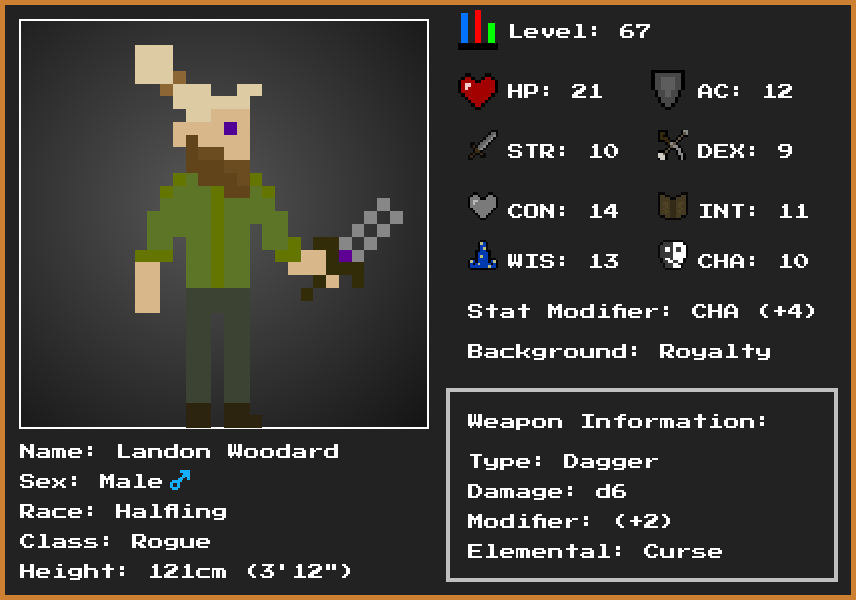 Level: 67
HP: 21
AC: 12
STR: 10
DEX: 9
CON: 14
INT: 11
WIS: 13
CHA: 10
Stat Modifier: CHA (+4)
Background: Royalty
Weapon Information:
Type: Dagger
Damage: d6
Modifier: (+2)
Elemental: Curse
Name: Landon Woodard
Sex: Male ♂
Race: Halfling
Class: Rogue
Height: 121cm (3'12")